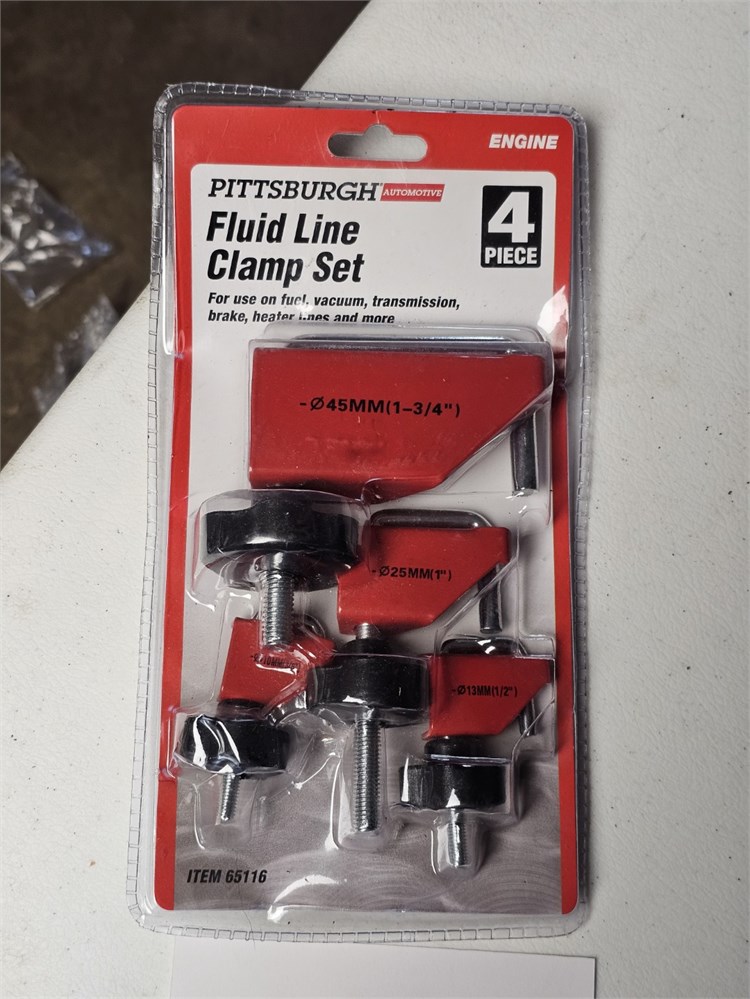 ENGINE
PITTSBURGH AUTOMOTIVE
4
PIECE
Fluid Line
Clamp Set
For use on fuel, vacuum, transmission,
brake, heater lines and more
-Ø45MM(1-3/4")
-Ø25MM(1")
-Ø13MM(1/2")
ITEM 65116